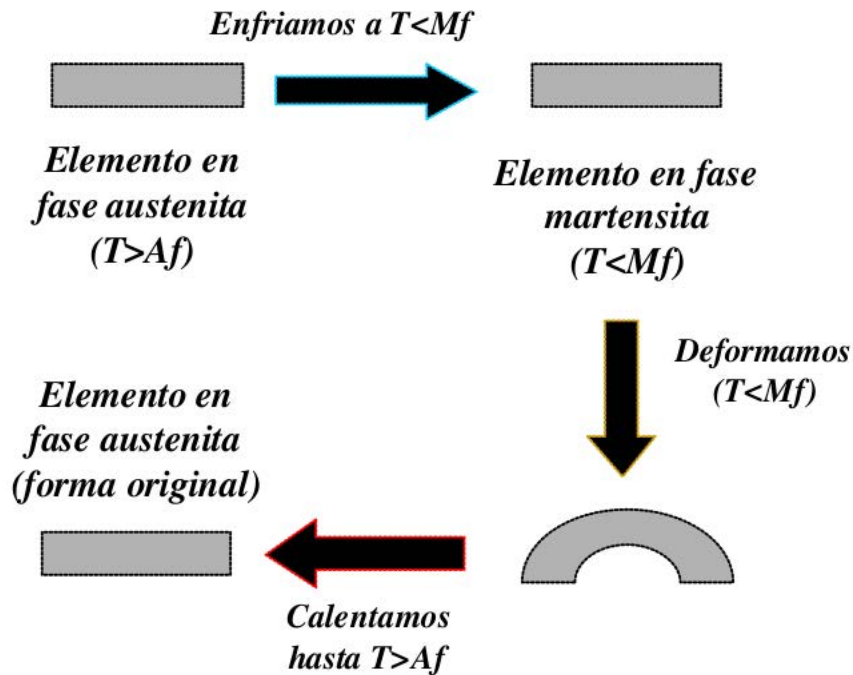 Enfriamos a T<Mf
Elemento en
fase austenita
(T>Af)
Elemento en fase
martensita
(T<Mf)
Deformamos
(T<Mf)
Elemento en
fase austenita
(forma original)
Calentamos
hasta T>Af